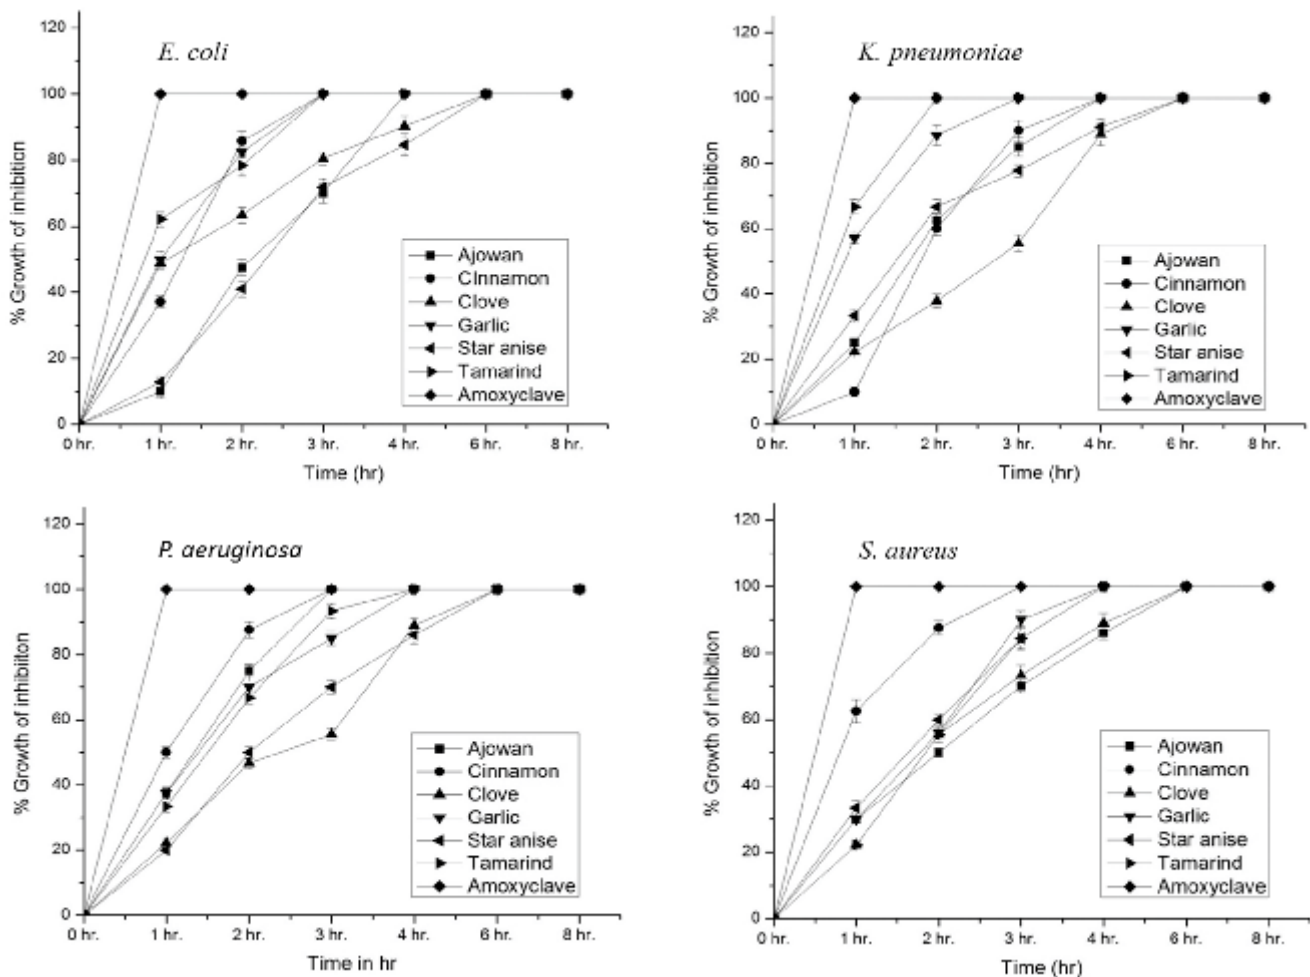 E. coli
% Growth of inhibition
120
100
80
60
40
20
0
0 hr. 1 hr. 2 hr. 3 hr. 4 hr. 6 hr. 8 hr.
Time (hr)
Ajowan
CInnamon
Clove
Garlic
Star anise
Tamarind
Amoxyclave
K. pneumoniae
% Growth of inhibition
120
100
80
60
40
20
0
0 hr. 1 hr. 2 hr. 3 hr. 4 hr. 6 hr. 8 hr.
Time (hr)
Ajowan
Cinnamon
Clove
Garlic
Star anise
Tamarind
Amoxyclave
P. aeruginosa
% Growth of inhibiton
120
100
80
60
40
20
0
0 hr. 1 hr. 2 hr. 3 hr. 4 hr. 6 hr. 8 hr.
Time in hr
Ajowan
Cinnamon
Clove
Garlic
Star anise
Tamarind
Amoxyclave
S. aureus
% Growth of inhibition
120
100
80
60
40
20
0
0 hr. 1 hr. 2 hr. 3 hr. 4 hr. 6 hr. 8 hr.
Time (hr)
Ajowan
Cinnamon
Clove
Garlic
Star anise
Tamarind
Amoxyclave